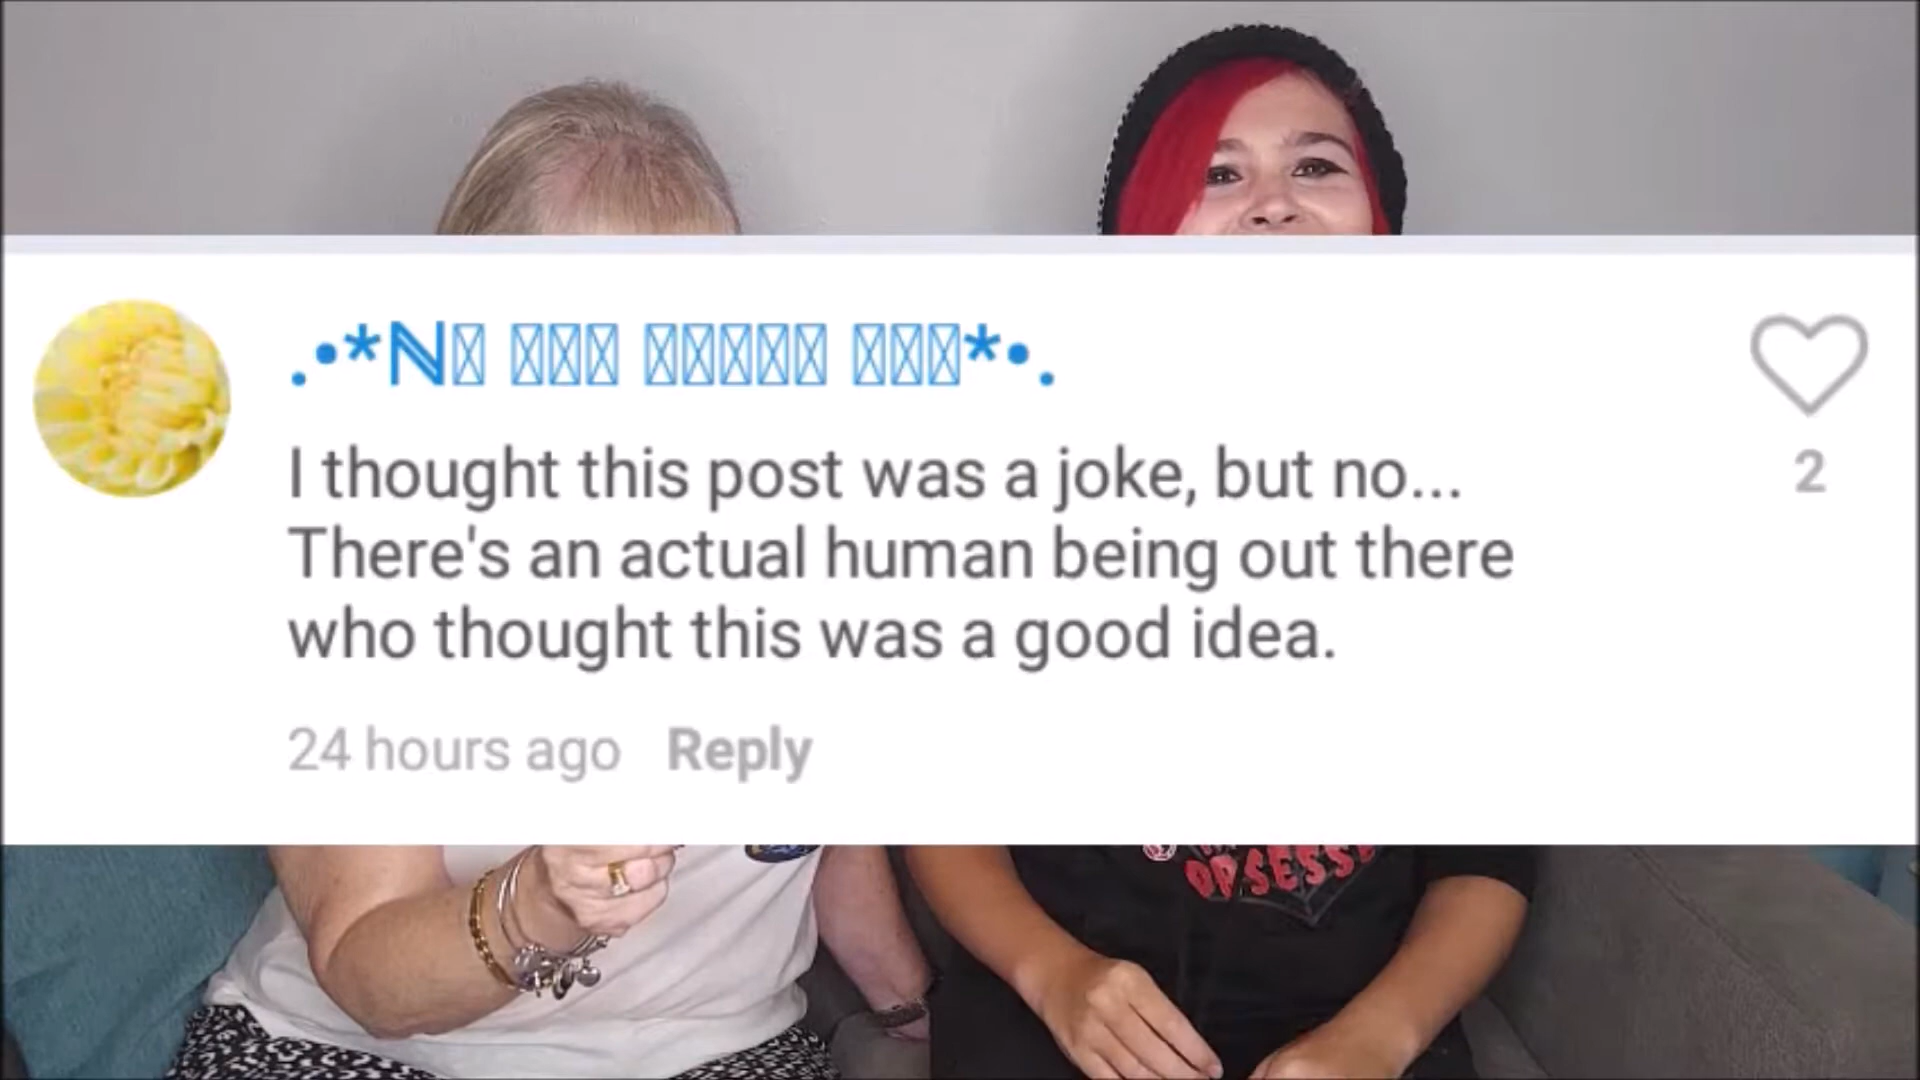 .•*ℕ
I thought this post was a joke, but no...
There's an actual human being out there
who thought this was a good idea.
2
24 hours ago Reply